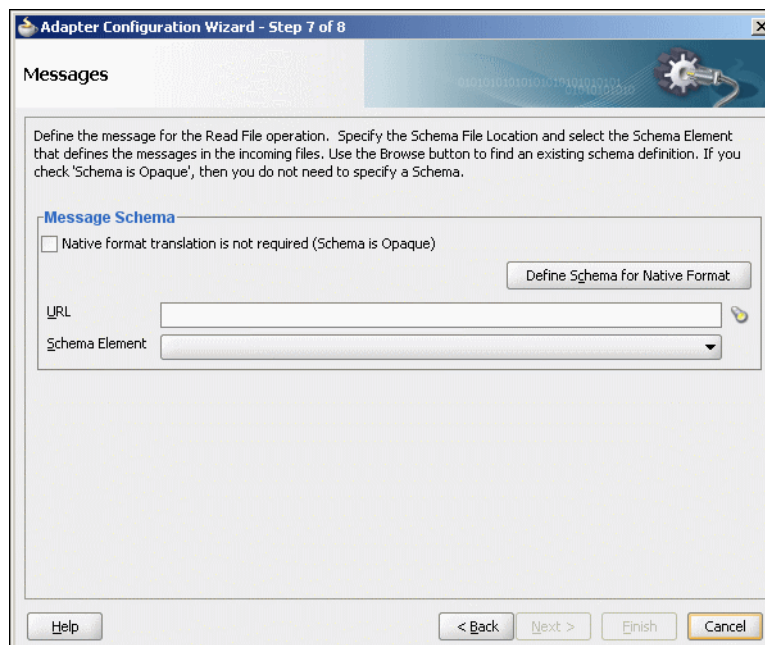 Adapter Configuration Wizard - Step 7 of 8
Messages
Define the message for the Read File operation. Specify the Schema File Location and select the Schema Element
that defines the messages in the incoming files. Use the Browse button to find an existing schema definition. If you
check 'Schema is Opaque', then you do not need to specify a Schema.
Message Schema
Native format translation is not required (Schema is Opaque)
Define Schema for Native Format
URL
Schema Element
Help
< Back
Next >
Finish
Cancel